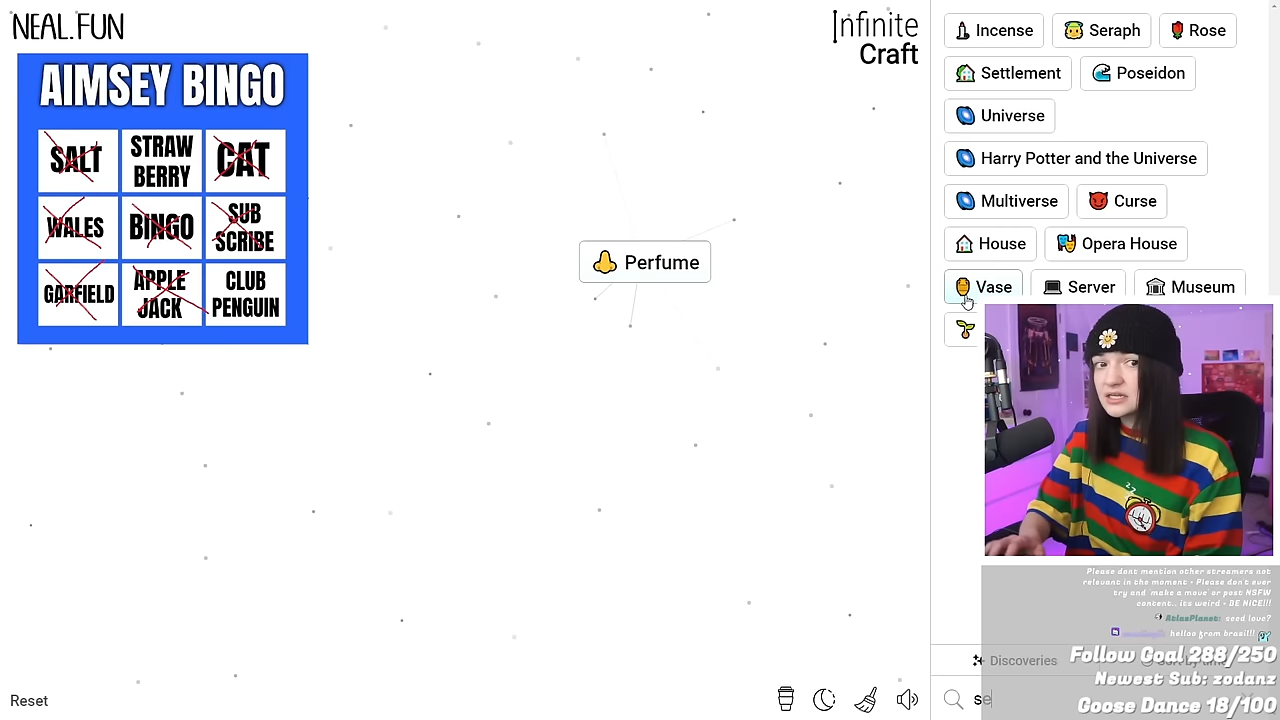 NEAL.FUN
AIMSEY BINGO
SALT
STRAW
BERRY
CAT
WALES
BINGO
SUB
SCRIBE
GARFIELD
APPLE
JACK
CLUB
PENGUIN
Infinite
Craft
Perfume
Incense
Seraph
Rose
Settlement
Poseidon
Universe
Harry Potter and the Universe
Multiverse
Curse
House
Opera House
Vase
Server
Museum
Please dont mention other streamers not
relevant in the moment - Please don't ever
try and make a move or post NSFW
content.. its weird - BE NICE!!!
AtlasPlanet: seed love?
helloo from brasil!!
Discoveries
Follow Goal 288/250
Newest Sub: zodanz
Goose Dance 18/100
se
Reset